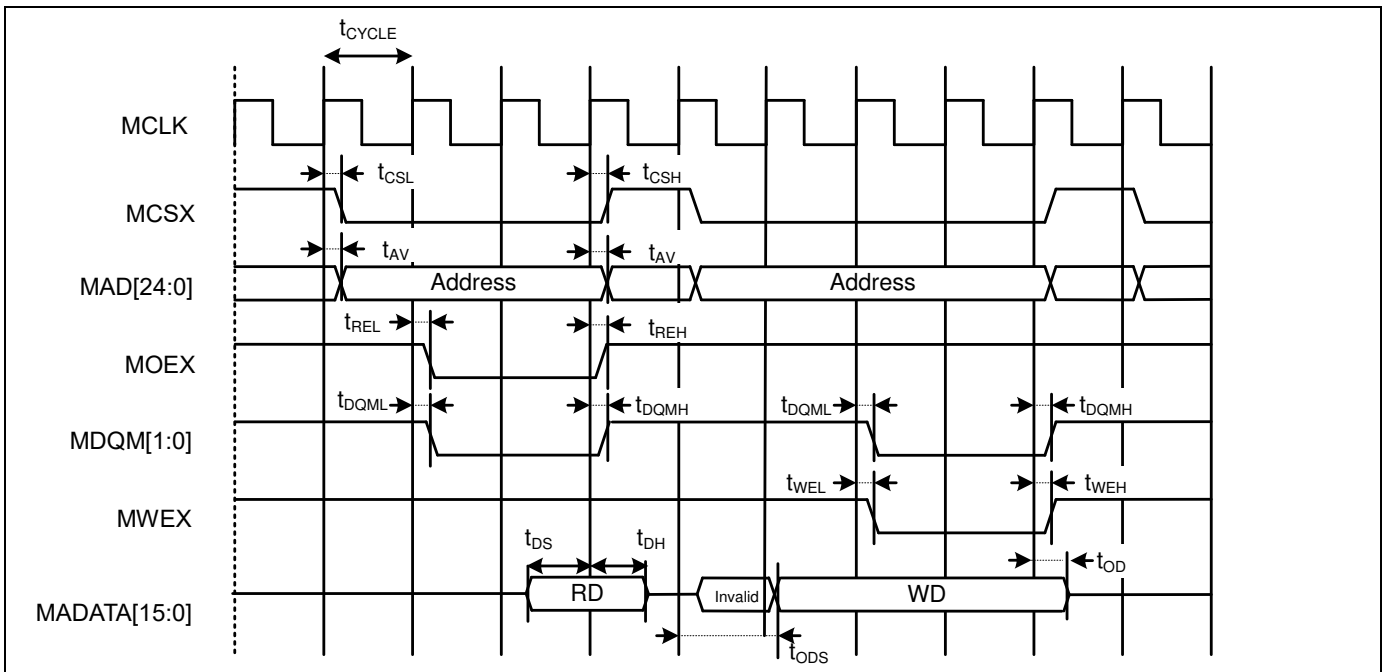 tCYCLE
MCLK
tCSL tCSH
MCSX
tAV tAV
MAD[24:0] Address Address
tREL tREH
MOEX
tDQML tDQMH tDQML tDQMH
MDQM[1:0]
tWEL tWEH
MWEX
tDS tDH
tOD
MADATA[15:0] RD Invalid WD
tODS